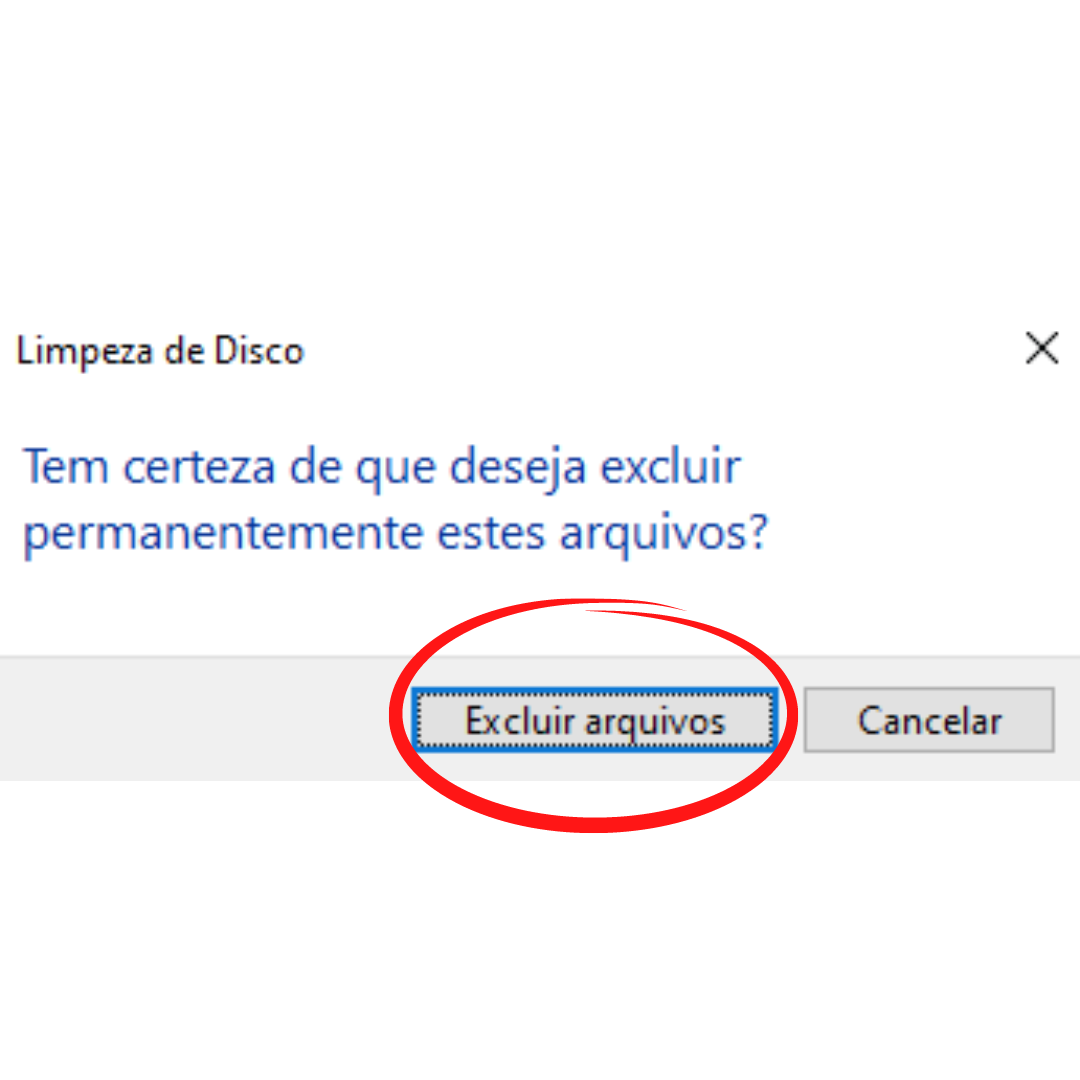 Limpeza de Disco
Tem certeza de que deseja excluir
permanentemente estes arquivos?
Excluir arquivos
Cancelar